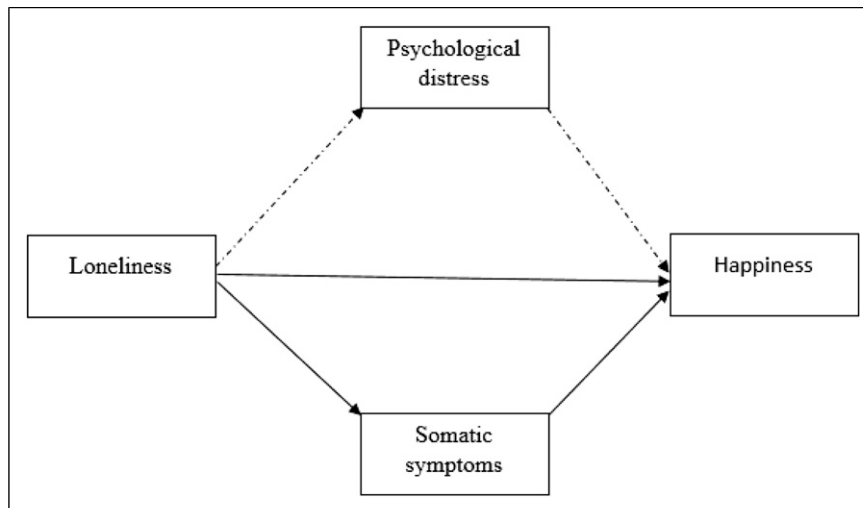 Psychological
distress
Loneliness
Happiness
Somatic
symptoms